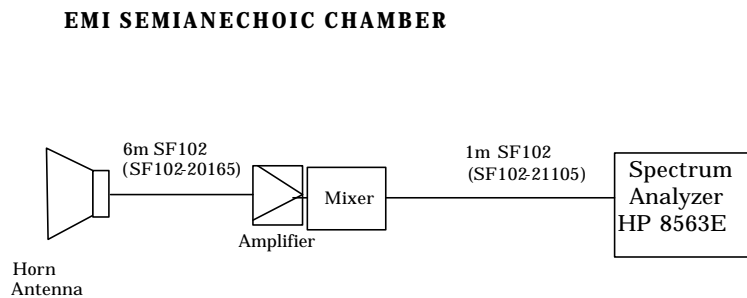 EMI SEMIANECHOIC CHAMBER
6m SF102
(SF102-20165)
1m SF102
(SF102-21105)
Spectrum
Analyzer
HP 8563E
Mixer
Amplifier
Horn
Antenna